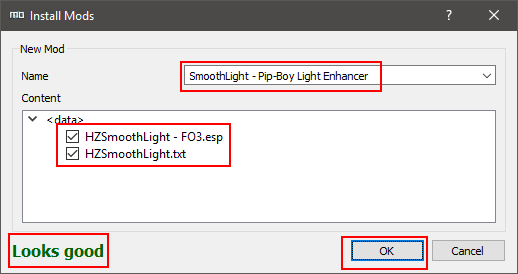 Install Mods
New Mod
Name
SmoothLight - Pip-Boy Light Enhancer
Content
<data>
HZSmoothLight - FO3.esp
HZSmoothLight.txt
Looks good
OK
Cancel